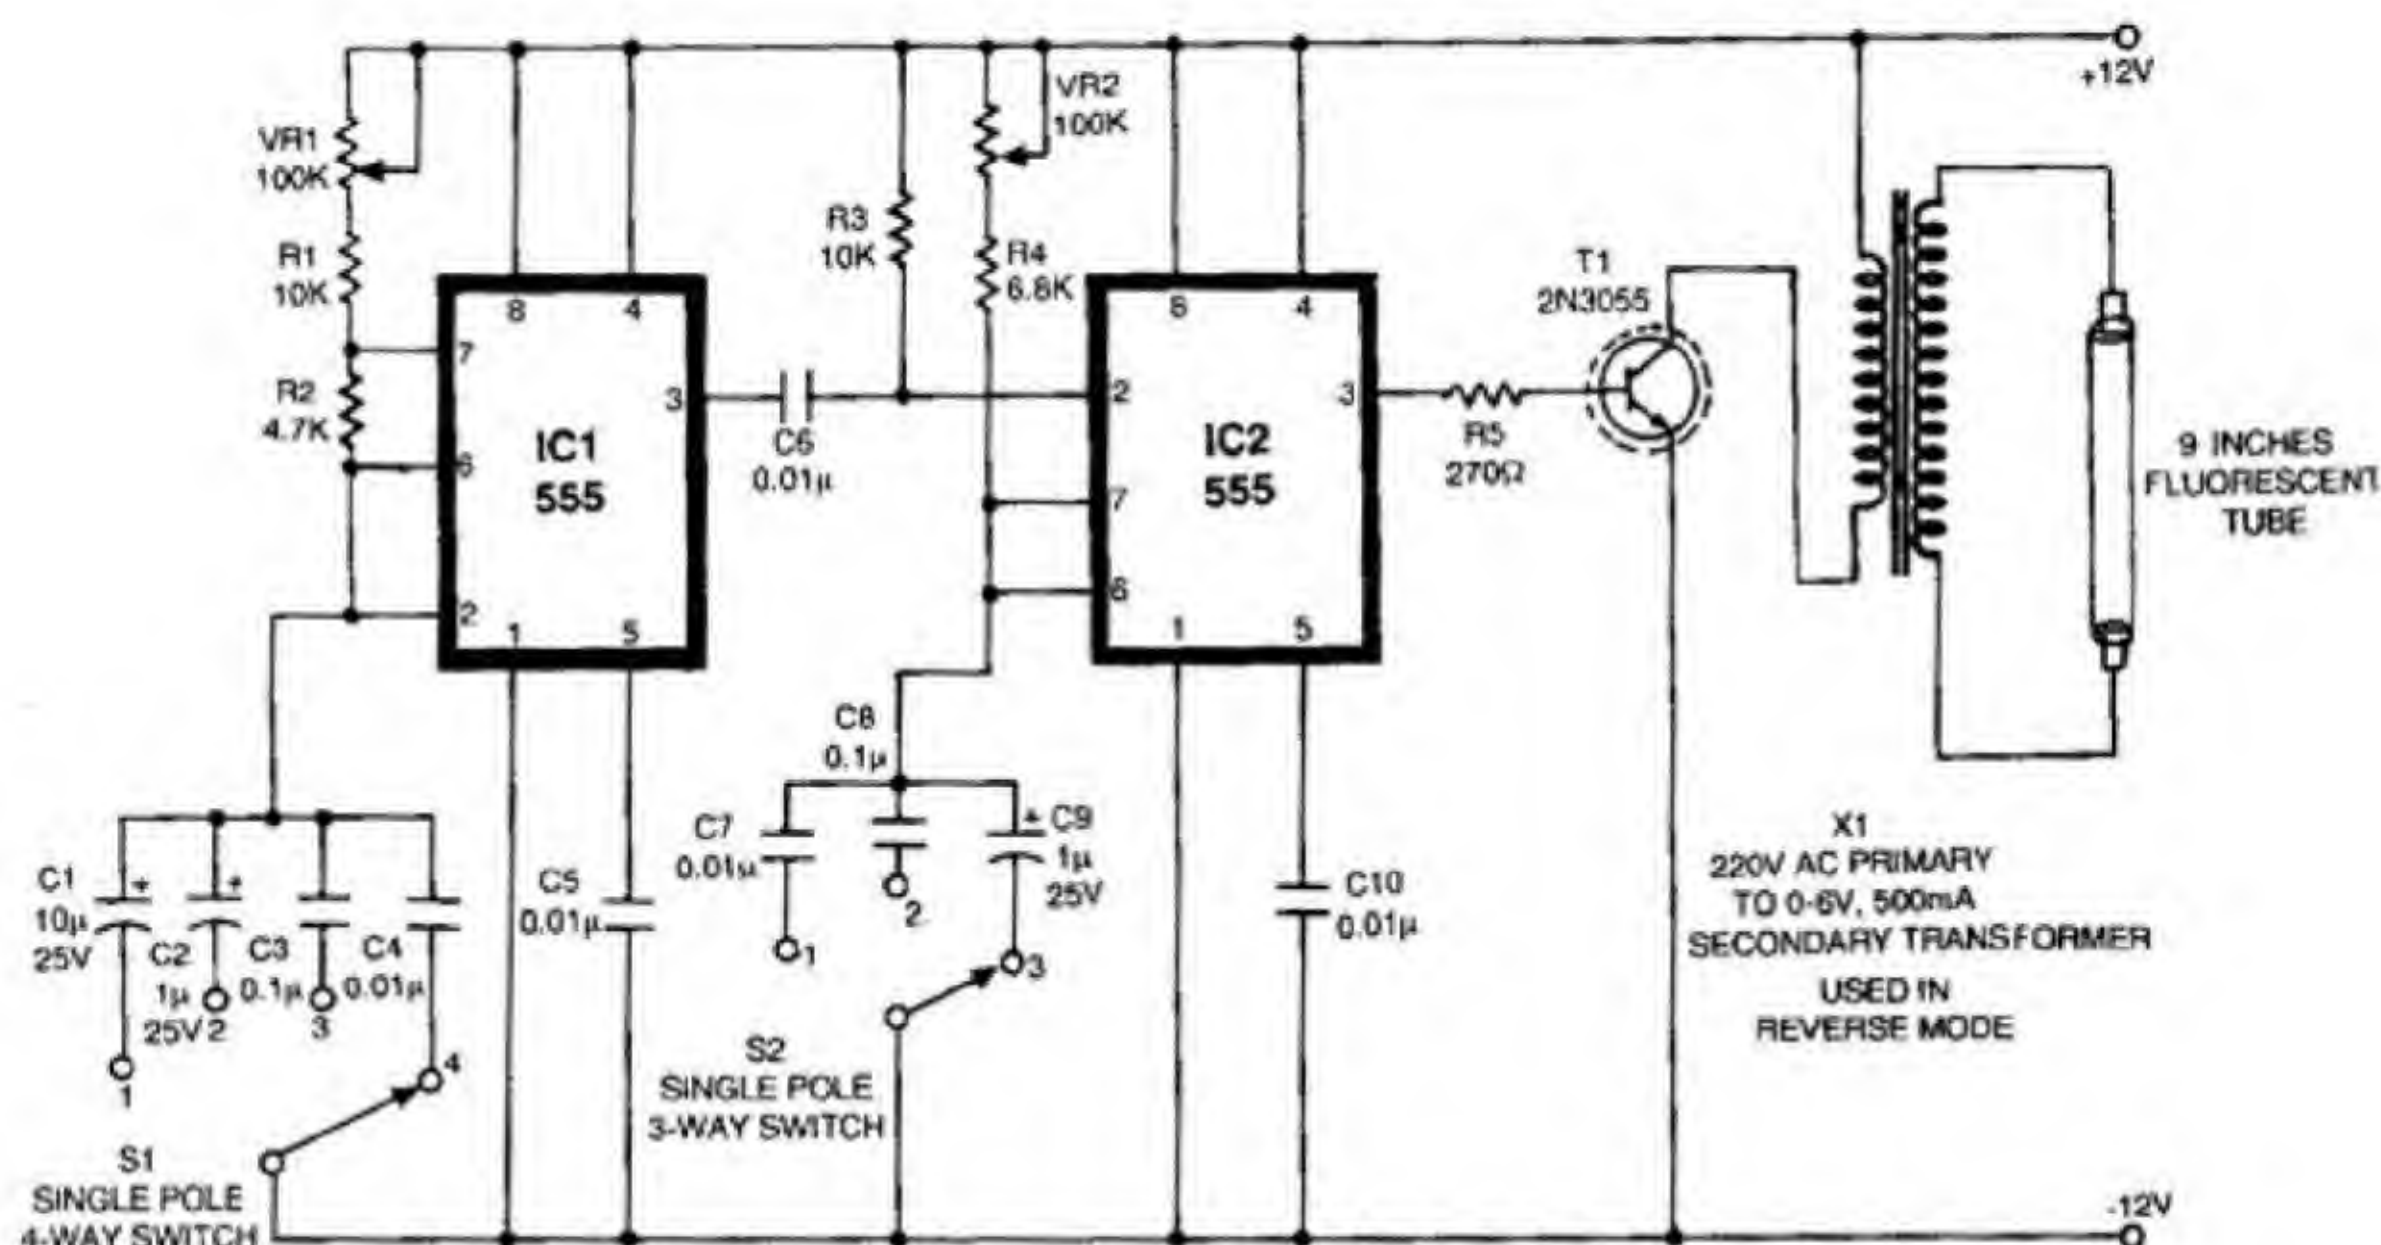 +12V
VR1
100K
R1
10K
R2
4.7K
8
4
7
3
6
2
1
5
IC1
555
C6
0.01μ
R3
10K
VR2
100K
R4
6.8K
8
4
2
3
7
6
1
5
IC2
555
R5
270Ω
T1
2N3055
9 INCHES
FLUORESCENT
TUBE
X1
220V AC PRIMARY
TO 0-6V, 500mA
SECONDARY TRANSFORMER
USED IN
REVERSE MODE
C1
10μ
25V
+
1
C2
1μ
25V
+
2
C3
0.1μ
3
C4
0.01μ
4
S1
SINGLE POLE
4-WAY SWITCH
C5
0.01μ
C7
0.01μ
1
C8
0.1μ
2
+ C9
1μ
25V
3
S2
SINGLE POLE
3-WAY SWITCH
C10
0.01μ
-12V